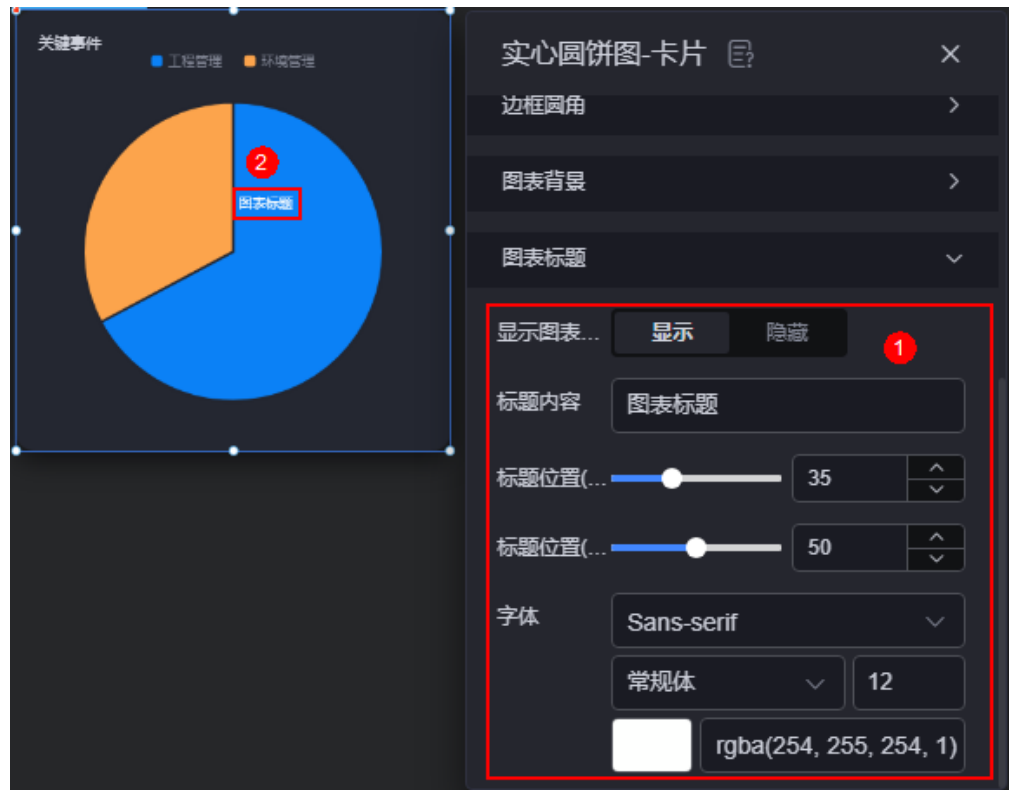 关键事件
工程管理 环境管理
2
图表标题
实心圆饼图-卡片
边框圆角
图表背景
图表标题
显示图表... 显示 隐藏
1
标题内容 图表标题
标题位置(... 35
标题位置(... 50
字体 Sans-serif
常规体 12
rgba(254, 255, 254, 1)